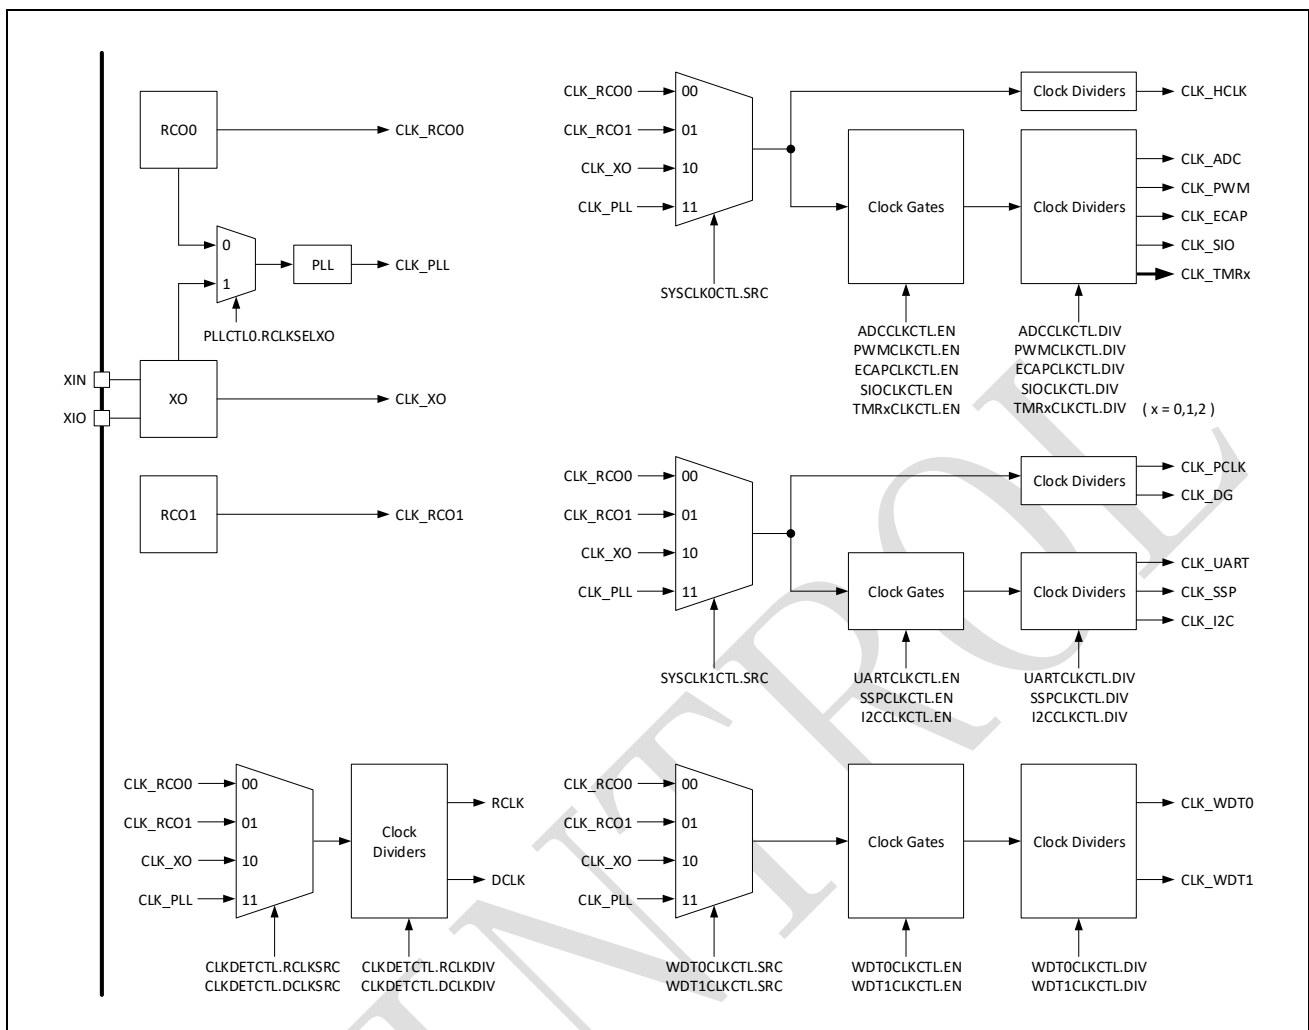 RCO0
CLK_RCO0
0
1
PLL
CLK_PLL
PLLCTL0.RCLKSELXO
XIN
XIO
XO
CLK_XO
RCO1
CLK_RCO1
CLK_RCO0
00
CLK_RCO1
01
CLK_XO
10
CLK_PLL
11
SYSCLK0CTL.SRC
Clock Dividers
CLK_HCLK
Clock Gates
Clock Dividers
CLK_ADC
CLK_PWM
CLK_ECAP
CLK_SIO
CLK_TMRx
ADCCLKCTL.EN
PWMCLKCTL.EN
ECAPCLKCTL.EN
SIOCLKCTL.EN
TMRxCLKCTL.EN
ADCCLKCTL.DIV
PWMCLKCTL.DIV
ECAPCLKCTL.DIV
SIOCLKCTL.DIV
TMRxCLKCTL.DIV ( x = 0,1,2 )
CLK_RCO0
00
CLK_RCO1
01
CLK_XO
10
CLK_PLL
11
SYSCLK1CTL.SRC
Clock Dividers
CLK_PCLK
CLK_DG
Clock Gates
Clock Dividers
CLK_UART
CLK_SSP
CLK_I2C
UARTCLKCTL.EN
SSPCLKCTL.EN
I2CCLKCTL.EN
UARTCLKCTL.DIV
SSPCLKCTL.DIV
I2CCLKCTL.DIV
CLK_RCO0
00
CLK_RCO1
01
CLK_XO
10
CLK_PLL
11
Clock
Dividers
RCLK
DCLK
CLKDETCTL.RCLKSRC
CLKDETCTL.DCLKSRC
CLKDETCTL.RCLKDIV
CLKDETCTL.DCLKDIV
CLK_RCO0
00
CLK_RCO1
01
CLK_XO
10
CLK_PLL
11
Clock Gates
Clock Dividers
CLK_WDT0
CLK_WDT1
WDT0CLKCTL.SRC
WDT1CLKCTL.SRC
WDT0CLKCTL.EN
WDT1CLKCTL.EN
WDT0CLKCTL.DIV
WDT1CLKCTL.DIV